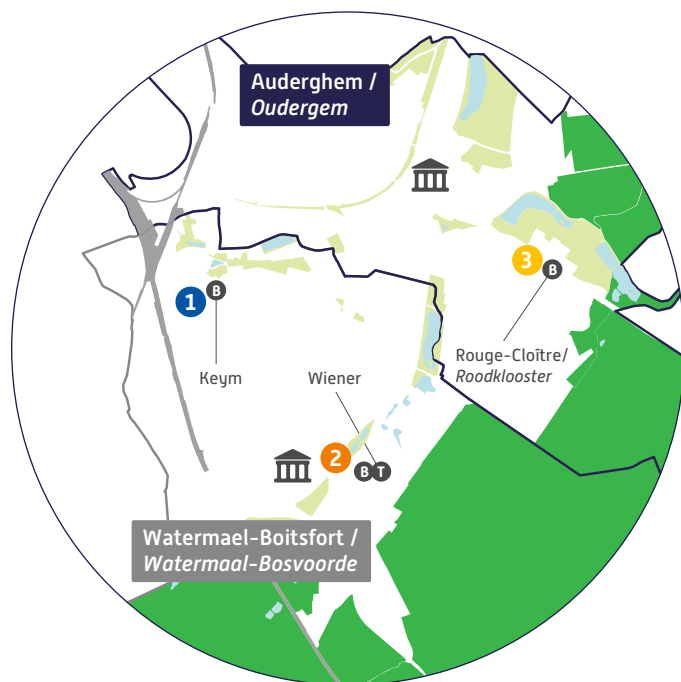 Auderghem /
Oudergem
3
B
1
B
Rouge-Cloître/
Roodklooster
Keym
Wiener
2
B T
Watermael-Boitsfort /
Watermaal-Bosvoorde